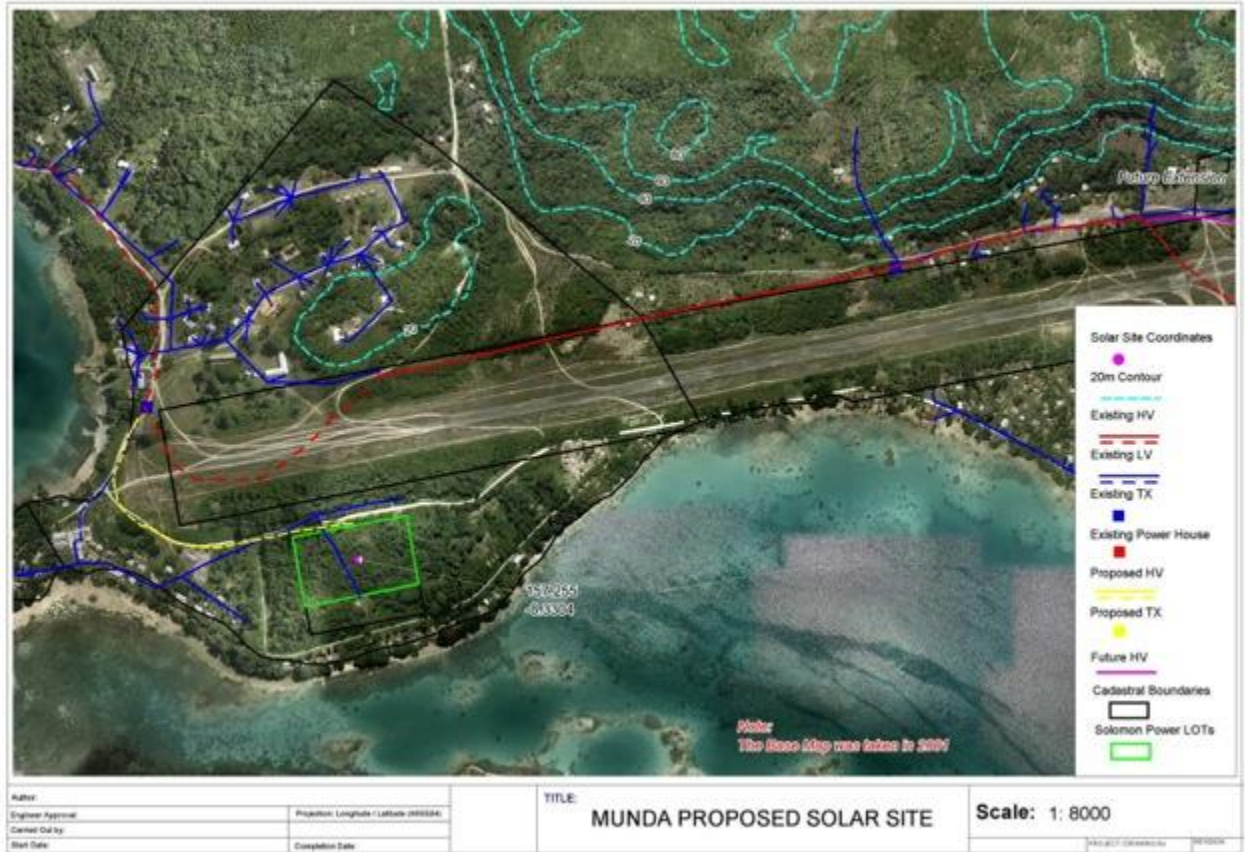 Future Extension
20
20
-8.3304
Note:
The Base Map was taken in 2001
Solar Site Coordinates
20m Contour
Existing HV
Existing LV
Existing TX
Existing Power House
Proposed HV
Proposed TX
Future HV
Cadastral Boundaries
Solomon Power LOTs
Author:
Engineer Approval:
Carried Out by:
Start Date:
Projection: Longitude / Latitude (WGS84)
Completion Date:
TITLE:
MUNDA PROPOSED SOLAR SITE
Scale: 1: 8000